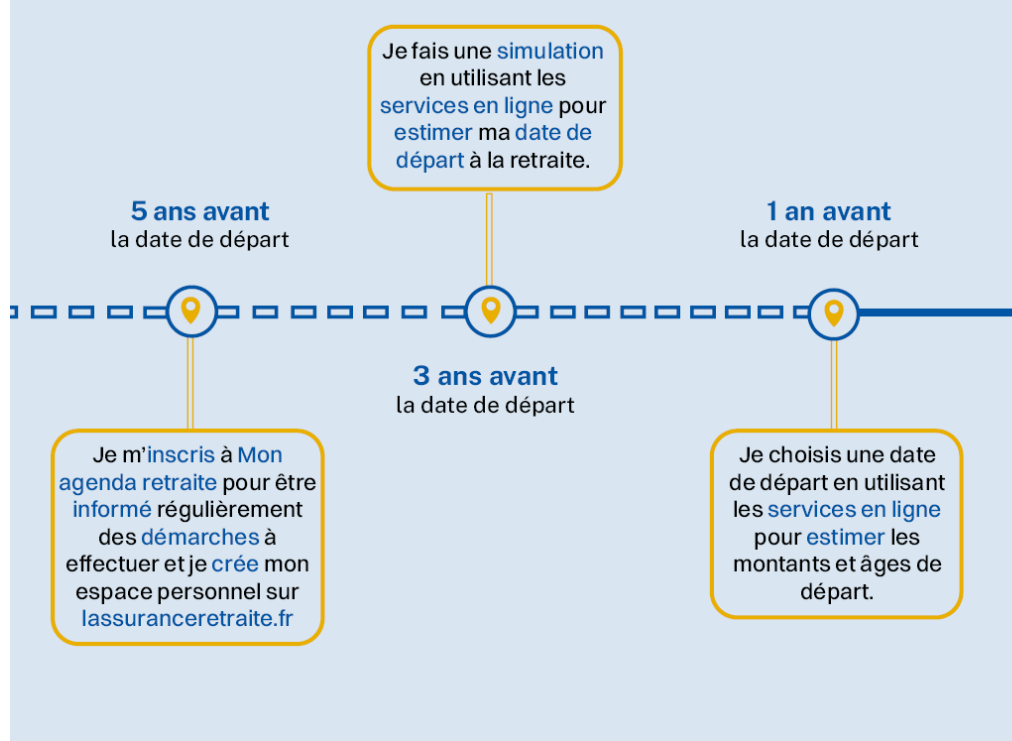 Je fais une simulation
en utilisant les
services en ligne pour
estimer ma date de
départ à la retraite.
5 ans avant
la date de départ
1 an avant
la date de départ
3 ans avant
la date de départ
Je m'inscris à Mon
agenda retraite pour être
informé régulièrement
des démarches à
effectuer et je crée mon
espace personnel sur
lassuranceretraite.fr
Je choisis une date
de départ en utilisant
les services en ligne
pour estimer les
montants et âges de
départ.